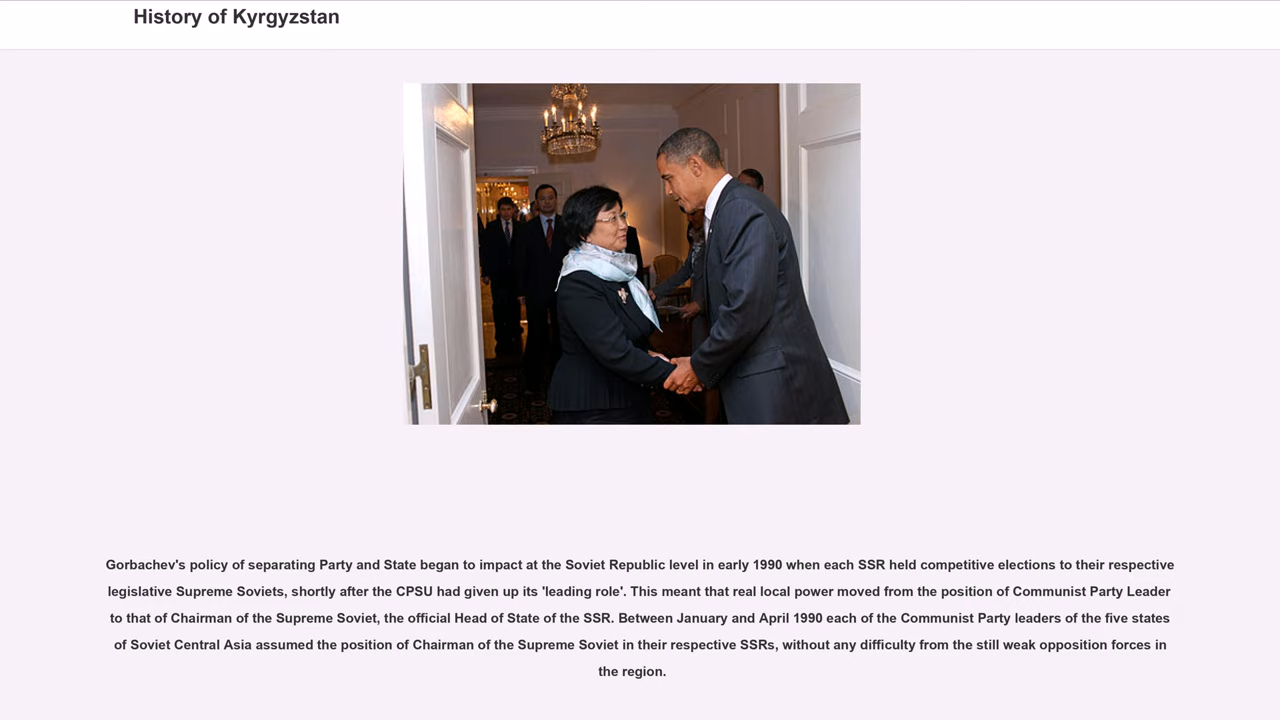 History of Kyrgyzstan
Gorbachev's policy of separating Party and State began to impact at the Soviet Republic level in early 1990 when each SSR held competitive elections to their respective
legislative Supreme Soviets, shortly after the CPSU had given up its 'leading role'. This meant that real local power moved from the position of Communist Party Leader
to that of Chairman of the Supreme Soviet, the official Head of State of the SSR. Between January and April 1990 each of the Communist Party leaders of the five states
of Soviet Central Asia assumed the position of Chairman of the Supreme Soviet in their respective SSRs, without any difficulty from the still weak opposition forces in
the region.